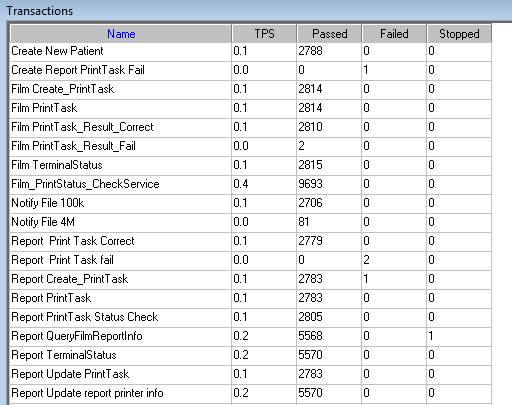 Transactions
Name TPS Passed Failed Stopped
Create New Patient 0.1 2788 0 0
Create Report PrintTask Fail 0.0 0 1 0
Film Create_PrintTask 0.1 2814 0 0
Film PrintTask 0.1 2814 0 0
Film PrintTask_Result_Correct 0.1 2810 0 0
Film PrintTask_Result_Fail 0.0 2 0 0
Film TerminalStatus 0.1 2815 0 0
Film_PrintStatus_CheckService 0.4 9693 0 0
Notify File 100k 0.1 2706 0 0
Notify File 4M 0.0 81 0 0
Report  Print Task Correct 0.1 2779 0 0
Report  Print Task fail 0.0 0 2 0
Report Create_PrintTask 0.1 2783 1 0
Report PrintTask 0.1 2783 0 0
Report PrintTask Status Check 0.1 2805 0 0
Report QueryFilmReportInfo 0.2 5568 0 1
Report TerminalStatus 0.2 5570 0 0
Report Update PrintTask 0.1 2783 0 0
Report Update report printer info 0.2 5570 0 0